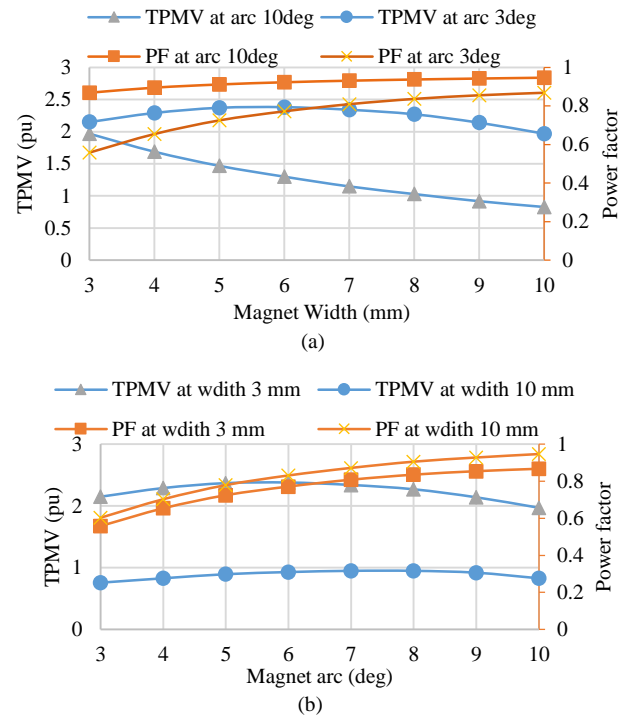 TPMV at arc 10deg TPMV at arc 3deg
PF at arc 10deg PF at arc 3deg
3 1
2.5 0.8
2 0.6
1.5
1 0.4
0.5 0.2
0 0
TPMV (pu)
Power factor
3 4 5 6 7 8 9 10
Magnet Width (mm)
(a)
TPMV at wdith 3 mm TPMV at wdith 10 mm
PF at wdith 3 mm PF at wdith 10 mm
3 1
0.8
2 0.6
1 0.4
0.2
0 0
TPMV (pu)
Power factor
3 4 5 6 7 8 9 10
Magnet arc (deg)
(b)